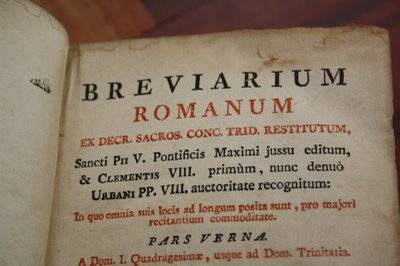 BREVIARIUM
ROMANUM
EX DECR. SACROS. CONC. TRID. RESTITUTUM,
Sancti PII V. Pontificis Maximi jussu editum,
& CLEMENTIS VIII. primùm, nunc denuò
URBANI PP. VIII. auctoritate recognitum:
In quo omnia suis locis ad longum posita sunt, pro majori
recitantium commoditate.
PARS VERNA.
A Dom. I. Quadragesimæ, usque ad Dom. Trinitatis.